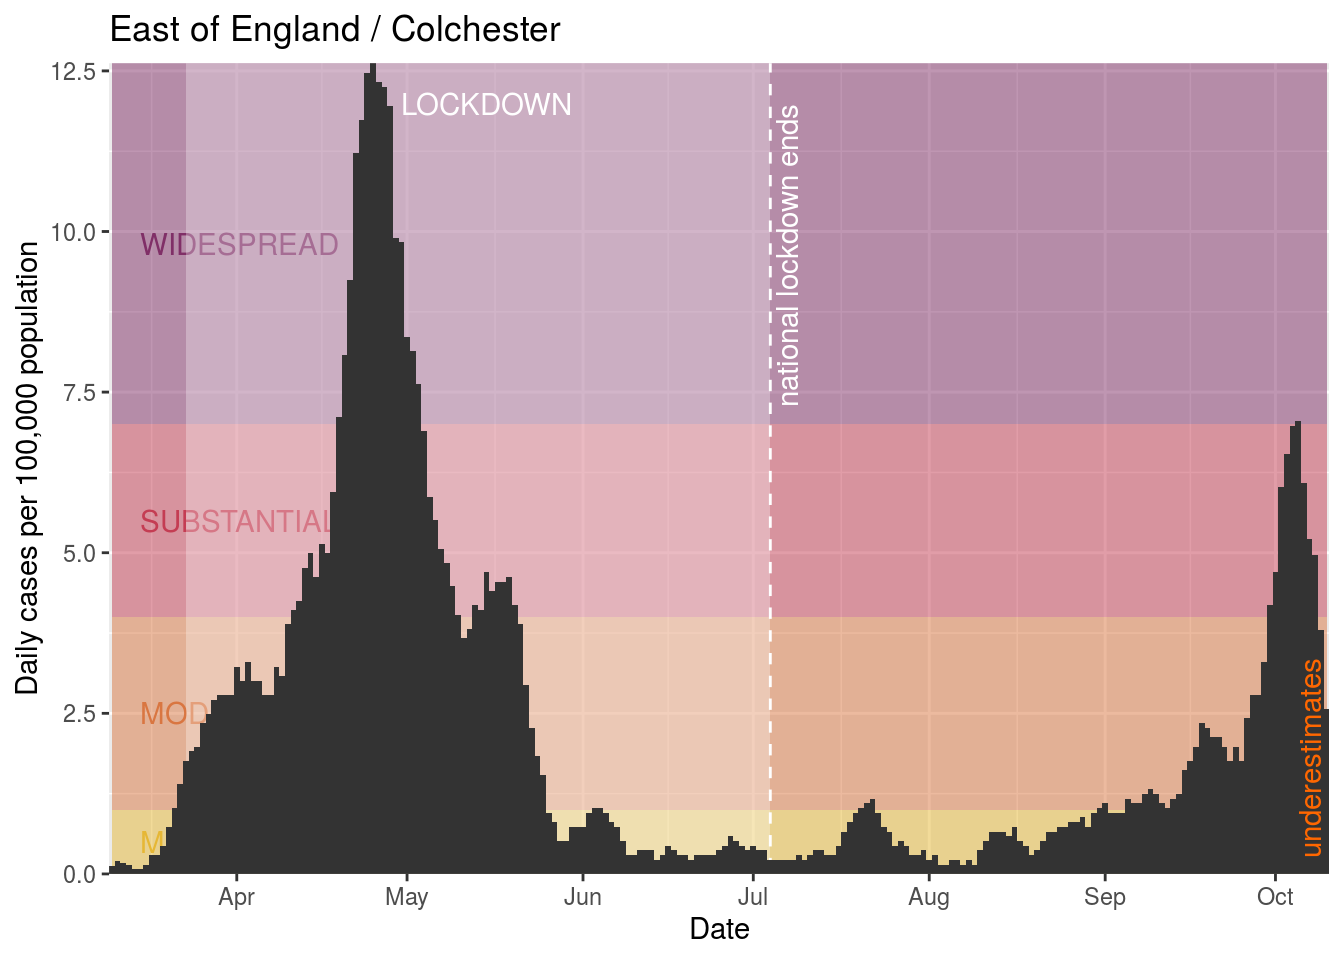 East of England / Colchester
12.5
10.0
7.5
5.0
2.5
0.0
Daily cases per 100,000 population
LOCKDOWN
national lockdown ends
WIDESPREAD
SUBSTANTIAL
MOD
M
underestimates
Apr May Jun Jul Aug Sep Oct
Date